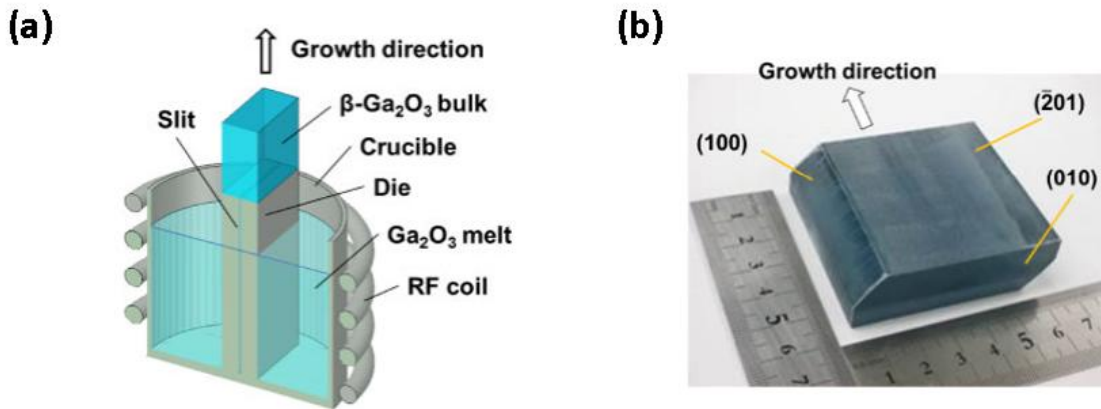 (a)
Growth direction
β-Ga₂O₃ bulk
Slit
Crucible
Die
Ga₂O₃ melt
RF coil
(b)
Growth direction
(2̅01)
(100)
(010)
1
2
3
4
5
6
7
1 2 3 4 5 6 7